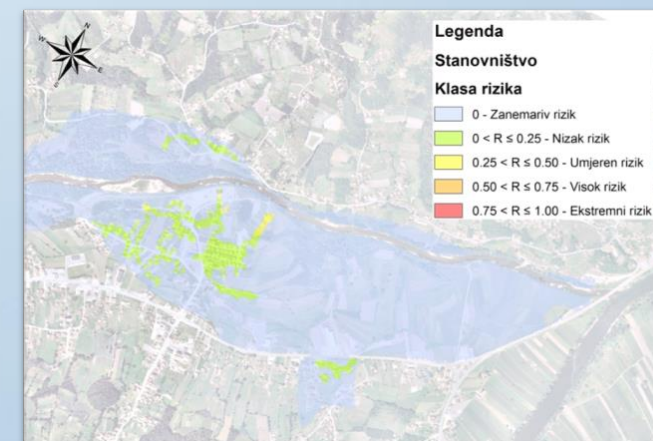 Legenda
Stanovništvo
Klasa rizika
0 - Zanemariv rizik
0 < R ≤ 0.25 - Nizak rizik
0.25 < R ≤ 0.50 - Umjeren rizik
0.50 < R ≤ 0.75 - Visok rizik
0.75 < R ≤ 1.00 - Ekstremni rizik
N
W
E